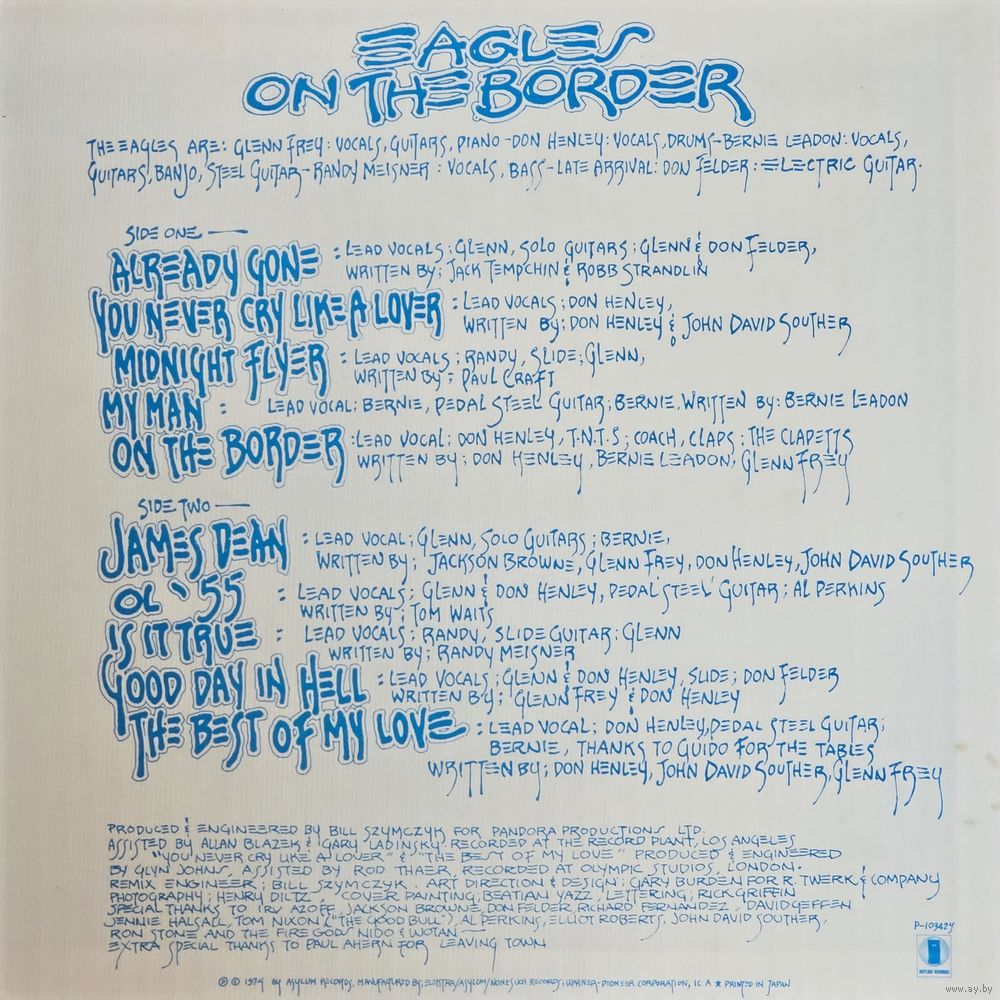 EAGLES
ON THE BORDER
THE EAGLES ARE: GLENN FREY: VOCALS, GUITARS, PIANO - DON HENLEY: VOCALS, DRUMS - BERNIE LEADON: VOCALS,
GUITARS, BANJO, STEEL GUITAR - RANDY MEISNER: VOCALS, BASS - LATE ARRIVAL: DON FELDER: ELECTRIC GUITAR.
SIDE ONE —
ALREADY GONE : LEAD VOCALS; GLENN, SOLO GUITARS; GLENN & DON FELDER,
WRITTEN BY; JACK TEMPCHIN & ROBB STRANDLIN
YOU NEVER CRY LIKE A LOVER : LEAD VOCALS; DON HENLEY,
WRITTEN BY; DON HENLEY & JOHN DAVID SOUTHER
MIDNIGHT FLYER : LEAD VOCALS; RANDY, SLIDE; GLENN,
WRITTEN BY; PAUL CRAFT
MY MAN : LEAD VOCAL; BERNIE, PEDAL STEEL GUITAR; BERNIE, WRITTEN BY: BERNIE LEADON
ON THE BORDER : LEAD VOCAL; DON HENLEY, T.N.T.S; COACH, CLAPS; THE CLAPETTS
WRITTEN BY; DON HENLEY, BERNIE LEADON, GLENN FREY
SIDE TWO —
JAMES DEAN : LEAD VOCAL; GLENN, SOLO GUITARS; BERNIE,
WRITTEN BY; JACKSON BROWNE, GLENN FREY, DON HENLEY, JOHN DAVID SOUTHER
OL '55 : LEAD VOCALS; GLENN & DON HENLEY, PEDAL STEEL GUITAR; AL PERKINS
WRITTEN BY; TOM WAITS
IS IT TRUE : LEAD VOCALS; RANDY, SLIDE GUITAR; GLENN
WRITTEN BY; RANDY MEISNER
GOOD DAY IN HELL : LEAD VOCALS; GLENN & DON HENLEY, SLIDE; DON FELDER
WRITTEN BY; GLENN FREY & DON HENLEY
THE BEST OF MY LOVE : LEAD VOCAL; DON HENLEY, PEDAL STEEL GUITAR;
BERNIE, THANKS TO GUIDO FOR THE TABLES
WRITTEN BY; DON HENLEY, JOHN DAVID SOUTHER, GLENN FREY
PRODUCED & ENGINEERED BY BILL SZYMCZYK FOR PANDORA PRODUCTIONS LTD.
ASSISTED BY ALLAN BLAZEK & GARY LADINSKY. RECORDED AT THE RECORD PLANT, LOS ANGELES
"YOU NEVER CRY LIKE A LOVER" & "THE BEST OF MY LOVE" PRODUCED & ENGINEERED
BY GLYN JOHNS, ASSISTED BY ROD THAER, RECORDED AT OLYMPIC STUDIOS, LONDON.
REMIX ENGINEER; BILL SZYMCZYK. ART DIRECTION & DESIGN; GARY BURDEN FOR R. TWERK & COMPANY
PHOTOGRAPHY; HENRY DILTZ, COVER PAINTING; BEATIAN YAZZ, LETTERING; RICK GRIFFIN
SPECIAL THANKS TO IRV AZOFF, JACKSON BROWNE, DON FELDER, RICHARD FERNANDEZ, DAVID GEFFEN
JENNIE HALSALL, TOM NIXON ("THE GOOD BULL"), AL PERKINS, ELLIOT ROBERTS, JOHN DAVID SOUTHER,
RON STONE AND THE FIRE GODS NIDO & WOTAN —
EXTRA SPECIAL THANKS TO PAUL AHERN FOR LEAVING TOWN
P-10342Y
ASYLUM RECORDS
℗ © 1974 BY ASYLUM RECORDS, MANUFACTURED BY; ELEKTRA/ASYLUM/NONESUCH RECORDS; WARNER-PIONEER CORPORATION, ★ PRINTED IN JAPAN
www.ay.by